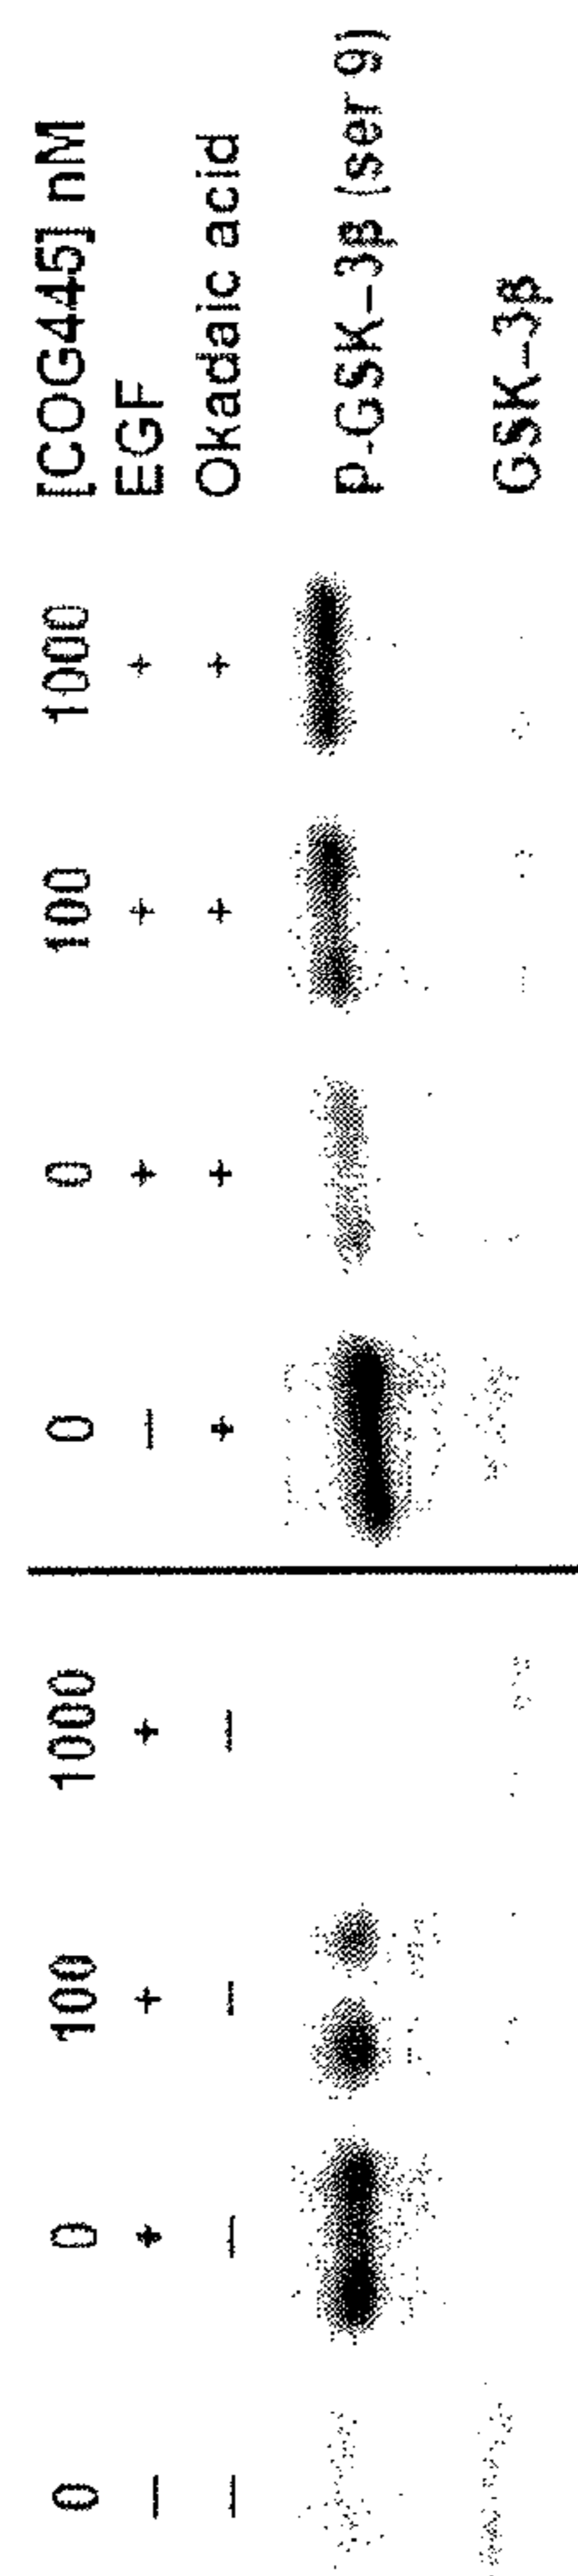 0 0 100 1000 0 0 100 1000 [COG445] nM
− + + + − + + + EGF
− − − − + + + + Okadaic acid
P-GSK-3β (ser 9)
GSK-3β